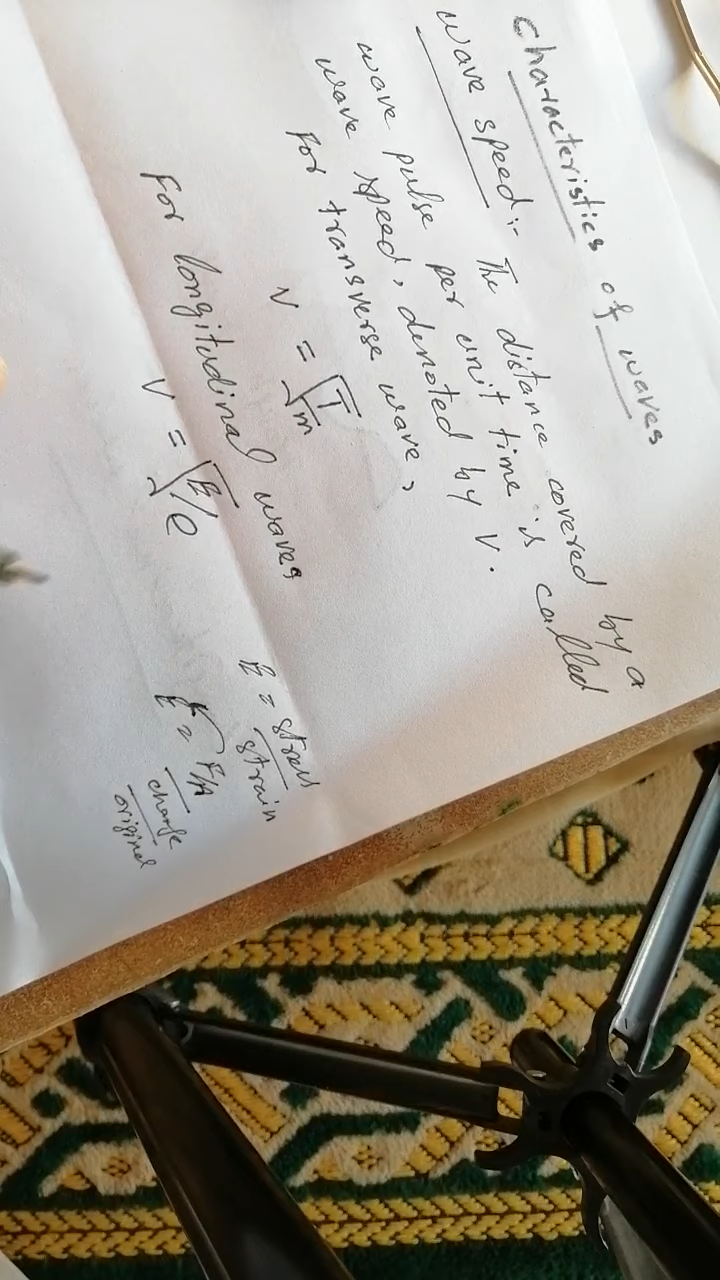 characteristics of waves
wave speed:- The distance covered by a
wave pulse per unit time is called
wave speed, denoted by V.
For transverse wave,
v = √T/m
For longitudinal waves
v = √E/e
E = stress
strain
E = F/A
change
original